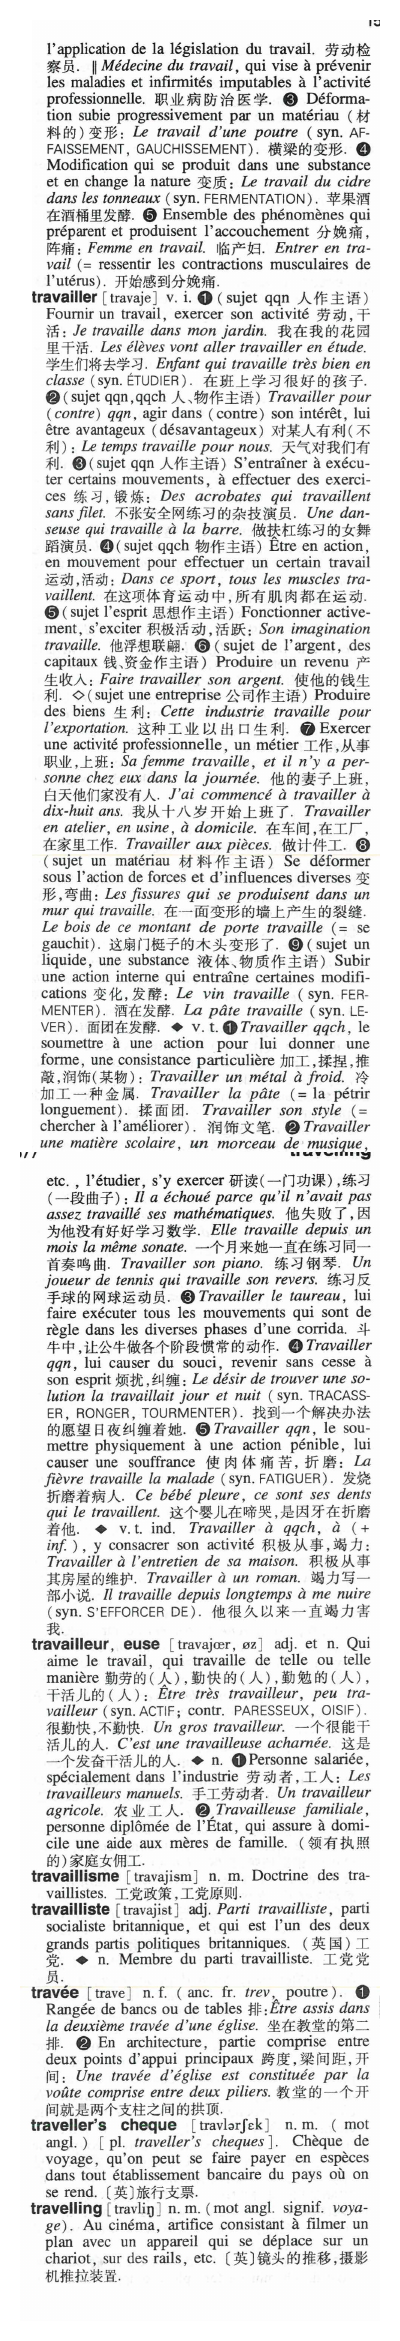 l'application de la législation du travail. 劳动检
察员. ‖ Médecine du travail, qui vise à prévenir
les maladies et infirmités imputables à l'activité
professionnelle. 职业病防治医学. ❸ Déforma-
tion subie progressivement par un matériau (材
料的) 变形: Le travail d'une poutre (syn. AF-
FAISSEMENT, GAUCHISSEMENT). 横梁的变形. ❹
Modification qui se produit dans une substance
et en change la nature 变质: Le travail du cidre
dans les tonneaux (syn. FERMENTATION). 苹果酒
在酒桶里发酵. ❺ Ensemble des phénomènes qui
préparent et produisent l'accouchement 分娩痛,
阵痛: Femme en travail. 临产妇. Entrer en tra-
vail (= ressentir les contractions musculaires de
l'utérus). 开始感到分娩痛.
travailler [travaje] v. i. ❶ (sujet qqn 人作主语)
Fournir un travail, exercer son activité 劳动,干
活: Je travaille dans mon jardin. 我在我的花园
里干活. Les élèves vont aller travailler en étude.
学生们将去学习. Enfant qui travaille très bien en
classe (syn. ÉTUDIER). 在班上学习很好的孩子.
❷ (sujet qqn,qqch 人、物作主语) Travailler pour
(contre) qqn, agir dans (contre) son intérêt, lui
être avantageux (désavantageux) 对某人有利(不
利): Le temps travaille pour nous. 天气对我们有
利. ❸ (sujet qqn 人作主语) S'entraîner à exécu-
ter certains mouvements, à effectuer des exerci-
ces 练习,锻炼: Des acrobates qui travaillent
sans filet. 不张安全网练习的杂技演员. Une dan-
seuse qui travaille à la barre. 做扶杠练习的女舞
蹈演员. ❹ (sujet qqch 物作主语) Être en action,
en mouvement pour effectuer un certain travail
运动,活动: Dans ce sport, tous les muscles tra-
vaillent. 在这项体育运动中,所有肌肉都在运动.
❺ (sujet l'esprit 思想作主语) Fonctionner active-
ment, s'exciter 积极活动,活跃: Son imagination
travaille. 他浮想联翩. ❻ (sujet de l'argent, des
capitaux 钱、资金作主语) Produire un revenu 产
生收入: Faire travailler son argent. 使他的钱生
利. ◇ (sujet une entreprise 公司作主语) Produire
des biens 生利: Cette industrie travaille pour
l'exportation. 这种工业以出口生利. ❼ Exercer
une activité professionnelle, un métier 工作,从事
职业,上班: Sa femme travaille, et il n'y a per-
sonne chez eux dans la journée. 他的妻子上班,
白天他们家没有人. J'ai commencé à travailler à
dix-huit ans. 我从十八岁开始上班了. Travailler
en atelier, en usine, à domicile. 在车间,在工厂,
在家里工作. Travailler aux pièces. 做计件工. ❽
(sujet un matériau 材料作主语) Se déformer
sous l'action de forces et d'influences diverses 变
形,弯曲: Les fissures qui se produisent dans un
mur qui travaille. 在一面变形的墙上产生的裂缝.
Le bois de ce montant de porte travaille (= se
gauchit). 这扇门梃子的木头变形了. ❾ (sujet un
liquide, une substance 液体、物质作主语) Subir
une action interne qui entraîne certaines modifi-
cations 变化,发酵: Le vin travaille (syn. FER-
MENTER). 酒在发酵. La pâte travaille (syn. LE-
VER). 面团在发酵. ◆ v. t. ❶ Travailler qqch, le
soumettre à une action pour lui donner une
forme, une consistance particulière 加工,揉捏,推
敲,润饰(某物): Travailler un métal à froid. 冷
加工一种金属. Travailler la pâte (= la pétrir
longuement). 揉面团. Travailler son style (=
chercher à l'améliorer). 润饰文笔. ❷ Travailler
une matière scolaire, un morceau de musique,
etc., l'étudier, s'y exercer 研读(一门功课),练习
(一段曲子): Il a échoué parce qu'il n'avait pas
assez travaillé ses mathématiques. 他失败了,因
为他没有好好学习数学. Elle travaille depuis un
mois la même sonate. 一个月来她一直在练习同一
首奏鸣曲. Travailler son piano. 练习钢琴. Un
joueur de tennis qui travaille son revers. 练习反
手球的网球运动员. ❸ Travailler le taureau, lui
faire exécuter tous les mouvements qui sont de
règle dans les diverses phases d'une corrida. 斗
牛中,让公牛做各个阶段惯常的动作. ❹ Travailler
qqn, lui causer du souci, revenir sans cesse à
son esprit 烦扰,纠缠: Le désir de trouver une so-
lution la travaillait jour et nuit (syn. TRACASS-
ER, RONGER, TOURMENTER). 找到一个解决办法
的愿望日夜纠缠着她. ❺ Travailler qqn, le sou-
mettre physiquement à une action pénible, lui
causer une souffrance 使肉体痛苦,折磨: La
fièvre travaille la malade (syn. FATIGUER). 发烧
折磨着病人. Ce bébé pleure, ce sont ses dents
qui le travaillent. 这个婴儿在啼哭,是因牙在折磨
着他. ◆ v. t. ind. Travailler à qqch, à (+
inf.), y consacrer son activité 积极从事,竭力:
Travailler à l'entretien de sa maison. 积极从事
其房屋的维护. Travailler à un roman. 竭力写一
部小说. Il travaille depuis longtemps à me nuire
(syn. S'EFFORCER DE). 他很久以来一直竭力害
我.
travailleur, euse [travajœr, øz] adj. et n. Qui
aime le travail, qui travaille de telle ou telle
manière 勤劳的(人),勤快的(人),勤勉的(人),
干活儿的(人): Être très travailleur, peu tra-
vailleur (syn. ACTIF; contr. PARESSEUX, OISIF).
很勤快,不勤快. Un gros travailleur. 一个很能干
活儿的人. C'est une travailleuse acharnée. 这是
一个发奋干活儿的人. ◆ n. ❶ Personne salariée,
spécialement dans l'industrie 劳动者,工人: Les
travailleurs manuels. 手工劳动者. Un travailleur
agricole. 农业工人. ❷ Travailleuse familiale,
personne diplômée de l'État, qui assure à domi-
cile une aide aux mères de famille. (领有执照
的)家庭女佣工.
travaillisme [travajism] n. m. Doctrine des tra-
vaillistes. 工党政策,工党原则.
travailliste [travajist] adj. Parti travailliste, parti
socialiste britannique, et qui est l'un des deux
grands partis politiques britanniques. (英国)工
党. ◆ n. Membre du parti travailliste. 工党党
员.
travée [trave] n. f. (anc. fr. trev, poutre). ❶
Rangée de bancs ou de tables 排: Être assis dans
la deuxième travée d'une église. 坐在教堂的第二
排. ❷ En architecture, partie comprise entre
deux points d'appui principaux 跨度,梁间距,开
间: Une travée d'église est constituée par la
voûte comprise entre deux piliers. 教堂的一个开
间就是两个支柱之间的拱顶.
traveller's cheque [travlərʃɛk] n. m. (mot
angl.) [pl. traveller's cheques]. Chèque de
voyage, qu'on peut se faire payer en espèces
dans tout établissement bancaire du pays où on
se rend. 〔英〕旅行支票.
travelling [travliŋ] n. m. (mot angl. signif. voya-
ge). Au cinéma, artifice consistant à filmer un
plan avec un appareil qui se déplace sur un
chariot, sur des rails, etc. 〔英〕镜头的推移,摄影
机推拉装置.